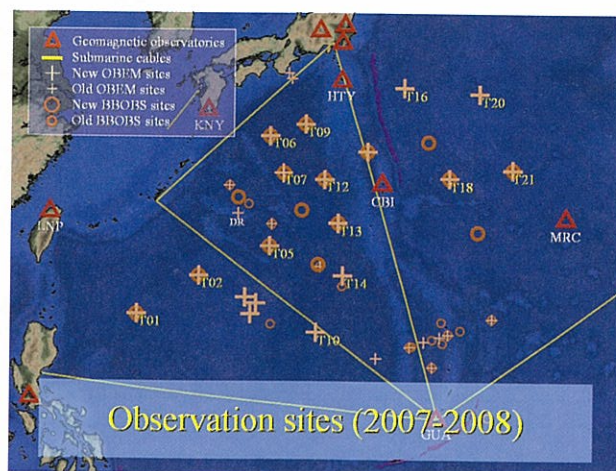 Geomagnetic observatories
Submarine cables
New OBEM sites
Old OBEM sites
New BBOBS sites
Old BBOBS sites
KNY
HTY
T16
T20
T09
T06
T07
T12
T18
T21
CBI
LNP
DR
T13
MRC
T05
T02
T14
T01
T10
Observation sites (2007-2008)
GUA